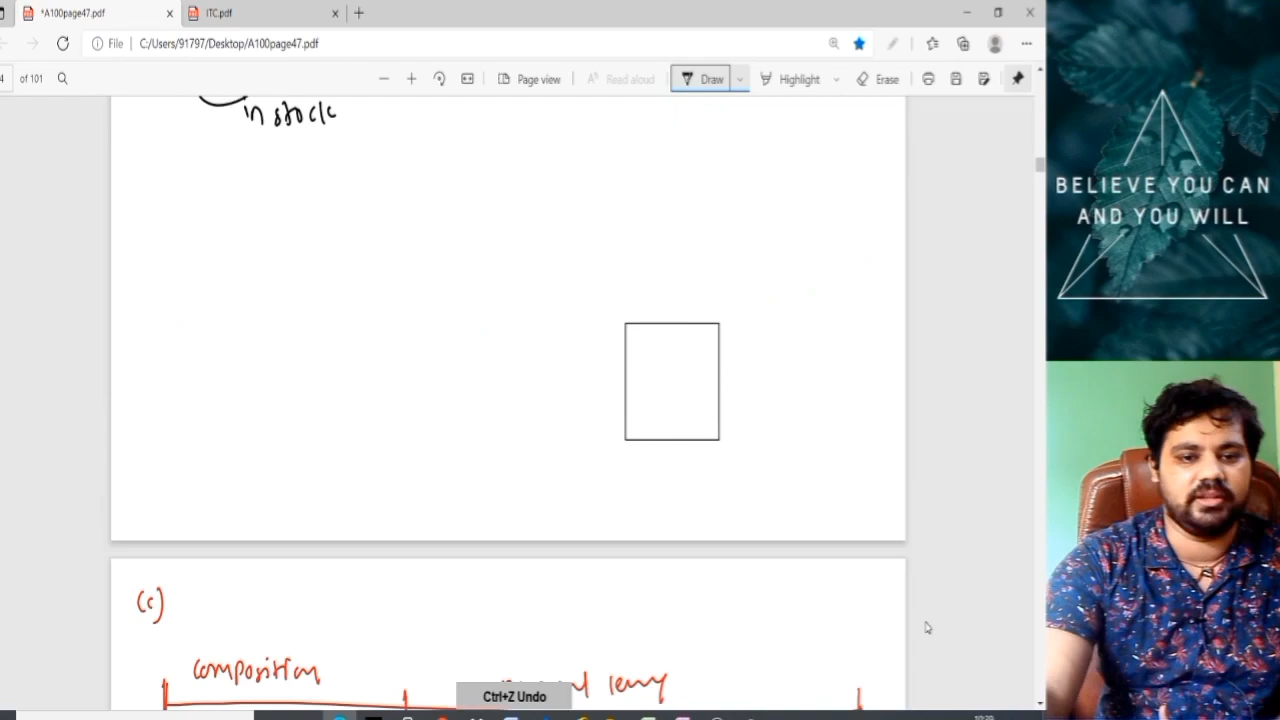 *A100page47.pdf
ITC.pdf
File C:/Users/91797/Desktop/A100page47.pdf
4 of 101 Page view Read aloud Draw Highlight Erase
in stock
BELIEVE YOU CAN
AND YOU WILL
(c)
composition
levy
Ctrl+Z Undo